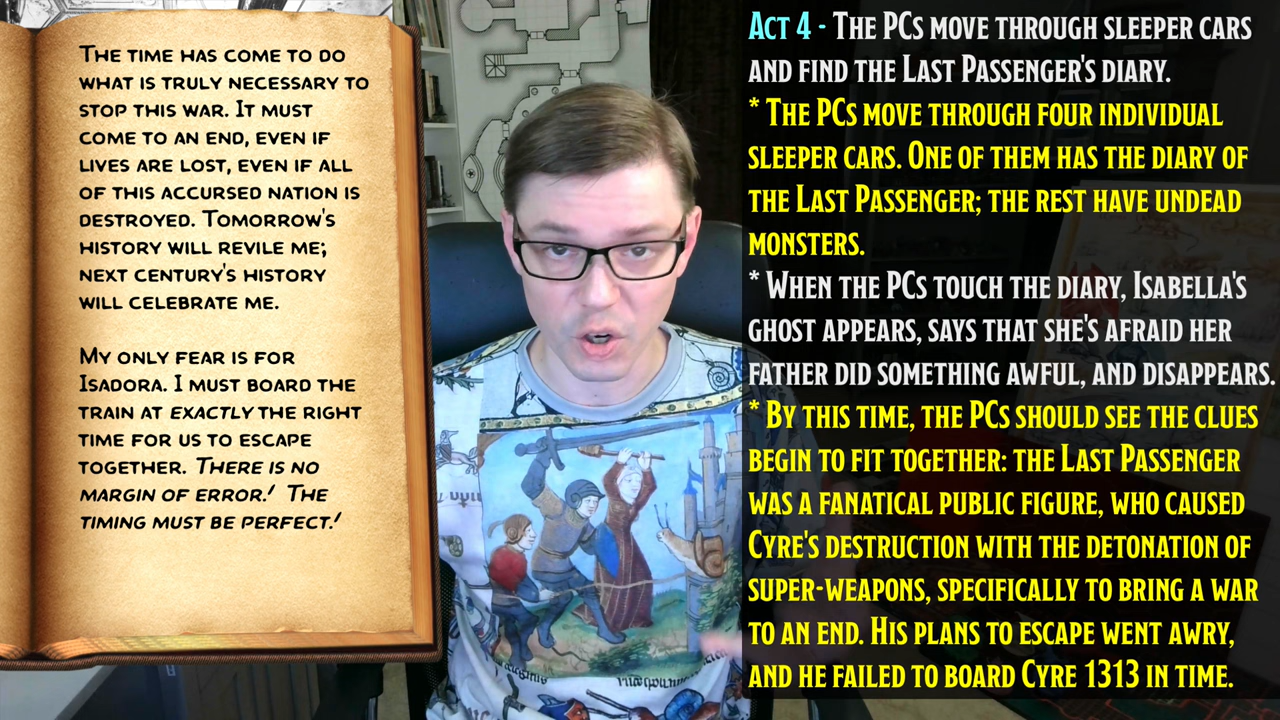 The time has come to do
what is truly necessary to
stop this war. It must
come to an end, even if
lives are lost, even if all
of this accursed nation is
destroyed. Tomorrow's
history will revile me;
next century's history
will celebrate me.
My only fear is for
Isadora. I must board the
train at exactly the right
time for us to escape
together. There is no
margin of error! The
timing must be perfect!
Act 4 - The PCs move through sleeper cars
and find the Last Passenger's diary.
* The PCs move through four individual
sleeper cars. One of them has the diary of
the Last Passenger; the rest have undead
monsters.
* When the PCs touch the diary, Isabella's
ghost appears, says that she's afraid her
father did something awful, and disappears.
* By this time, the PCs should see the clues
begin to fit together: the Last Passenger
was a fanatical public figure, who caused
Cyre's destruction with the detonation of
super-weapons, specifically to bring a war
to an end. His plans to escape went awry,
and he failed to board Cyre 1313 in time.